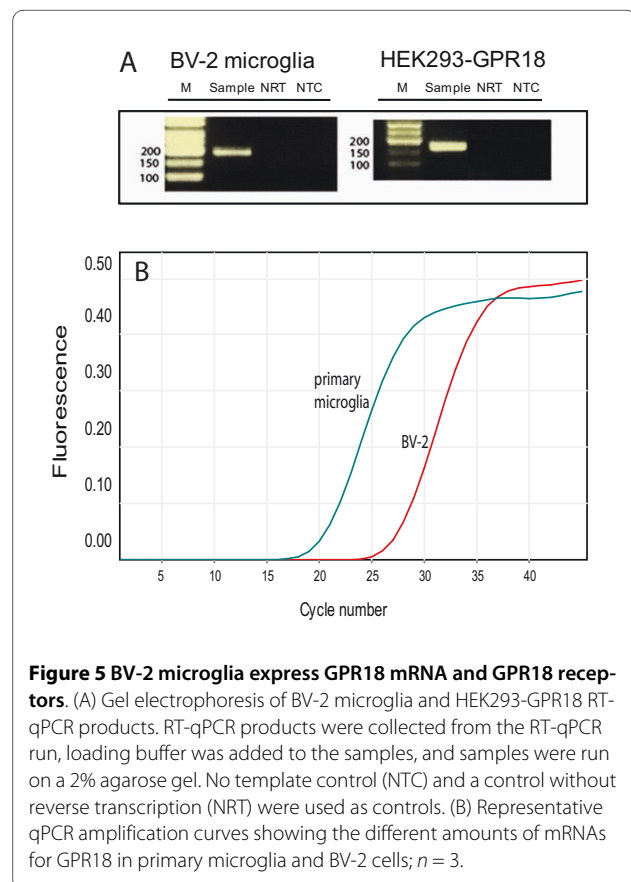 A
BV-2 microglia HEK293-GPR18
M Sample NRT NTC M Sample NRT NTC
200
150
100
200
150
100
B
0.50
0.40
0.30
0.20
0.10
0.00
Fluorescence
primary
microglia
BV-2
5 10 15 20 25 30 35 40
Cycle number
Figure 5 BV-2 microglia express GPR18 mRNA and GPR18 recep-
tors. (A) Gel electrophoresis of BV-2 microglia and HEK293-GPR18 RT-
qPCR products. RT-qPCR products were collected from the RT-qPCR
run, loading buffer was added to the samples, and samples were run
on a 2% agarose gel. No template control (NTC) and a control without
reverse transcription (NRT) were used as controls. (B) Representative
qPCR amplification curves showing the different amounts of mRNAs
for GPR18 in primary microglia and BV-2 cells; n = 3.